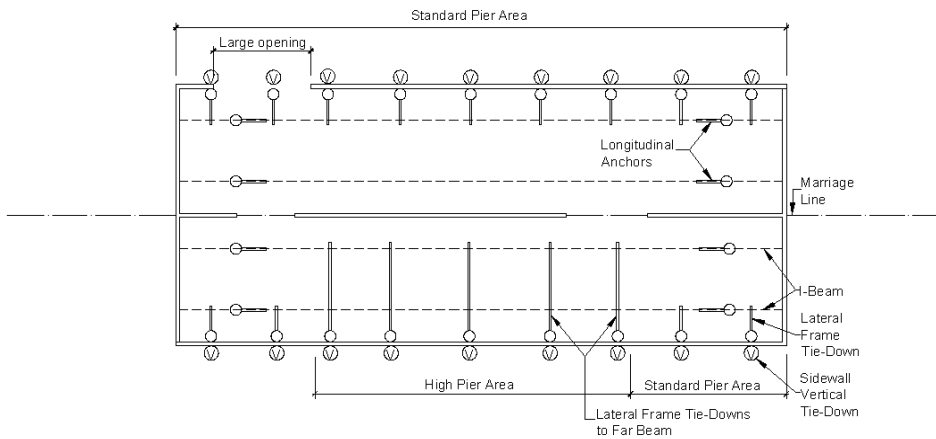 Standard Pier Area
Large opening
V V V V V V V V V
Longitudinal
Anchors
Marriage
Line
I-Beam
Lateral
Frame
Tie-Down
V V V V V V V V V
Sidewall
Vertical
Tie-Down
High Pier Area
Standard Pier Area
Lateral Frame Tie-Downs
to Far Beam